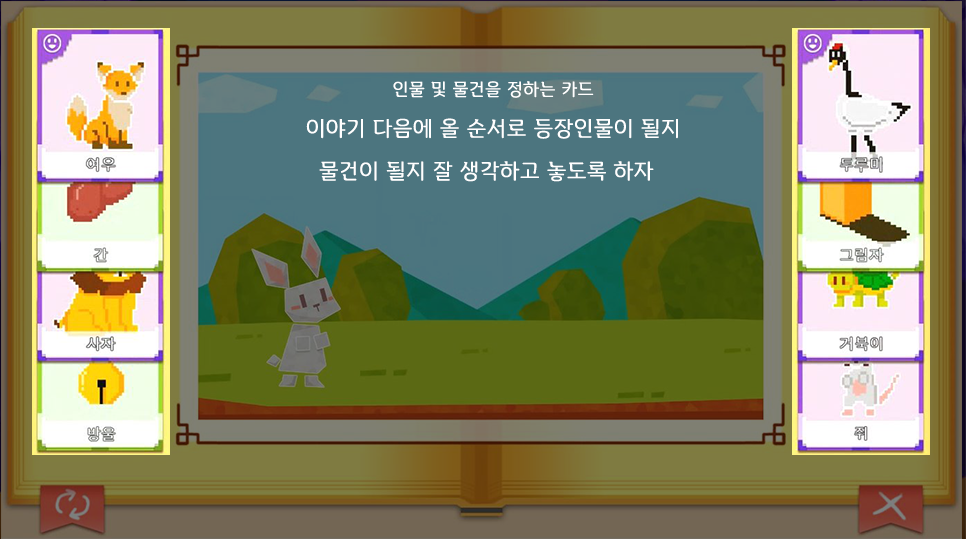 인물 및 물건을 정하는 카드
이야기 다음에 올 순서로 등장인물이 될지
물건이 될지 잘 생각하고 놓도록 하자
여우
간
사자
방울
두루미
그림자
거북이
쥐